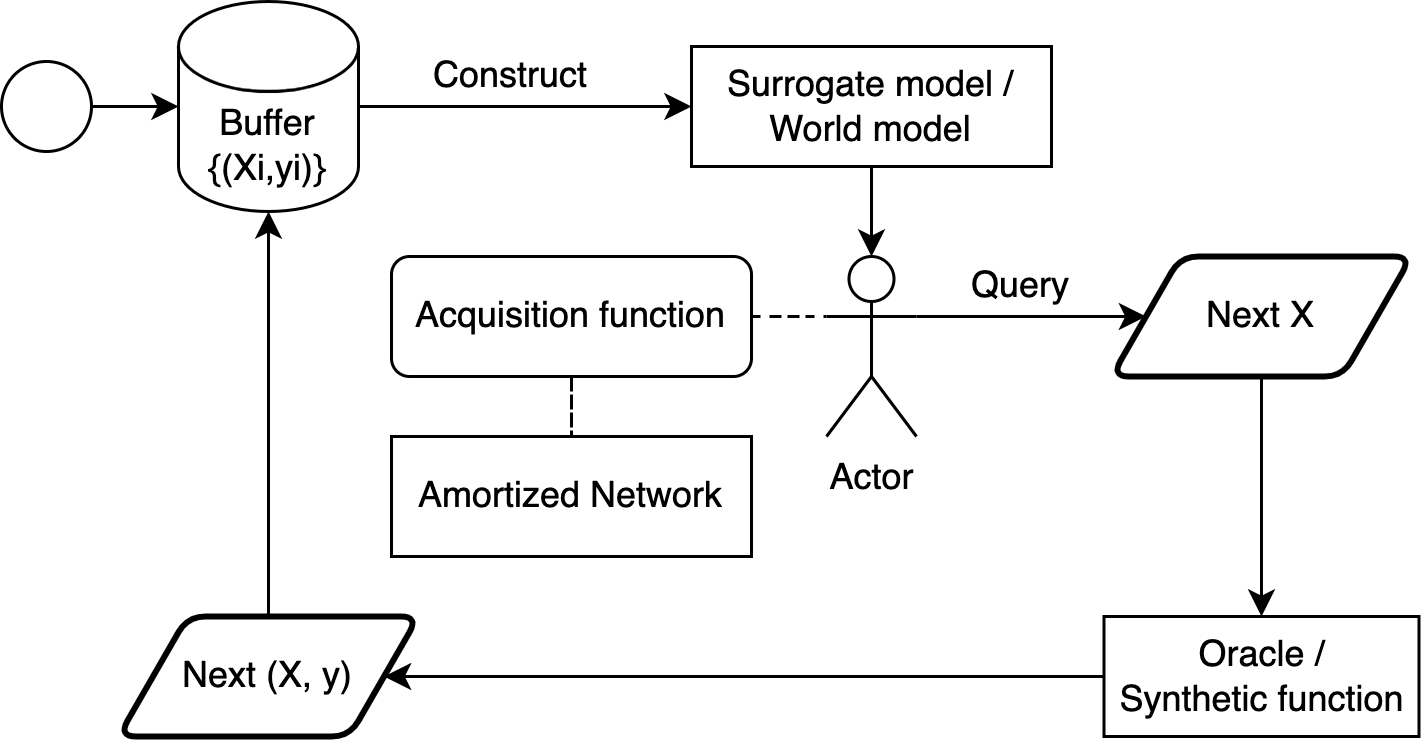 Construct
Buffer
{(Xi,yi)}
Surrogate model /
World model
Acquisition function
Query
Next X
Amortized Network
Actor
Next (X, y)
Oracle /
Synthetic function